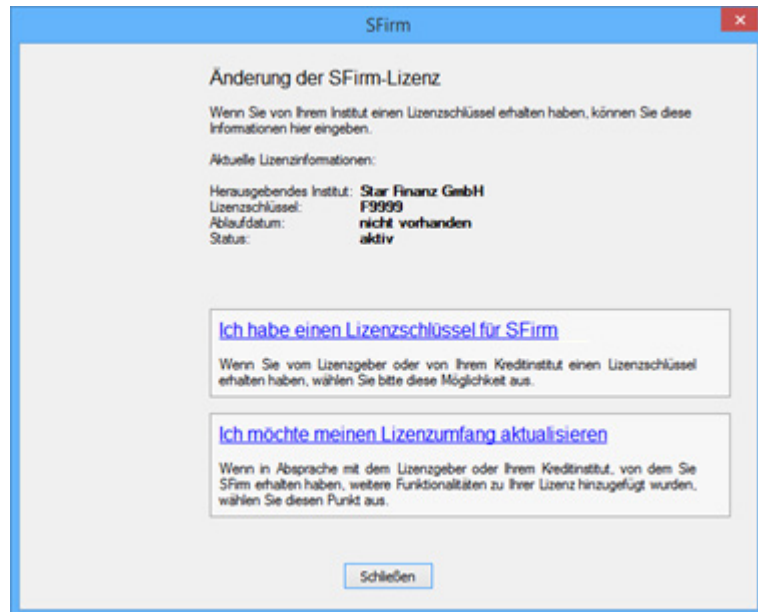 SFirm
Änderung der SFirm-Lizenz
Wenn Sie von Ihrem Institut einen Lizenzschlüssel erhalten haben, können Sie diese
Informationen hier eingeben.
Aktuelle Lizenzinformationen:
Herausgebendes Institut: Star Finanz GmbH
Lizenzschlüssel: F9999
Ablaufdatum: nicht vorhanden
Status: aktiv
Ich habe einen Lizenzschlüssel für SFirm
Wenn Sie vom Lizenzgeber oder von Ihrem Kreditinstitut einen Lizenzschlüssel
erhalten haben, wählen Sie bitte diese Möglichkeit aus.
Ich möchte meinen Lizenzumfang aktualisieren
Wenn in Absprache mit dem Lizenzgeber oder Ihrem Kreditinstitut, von dem Sie
SFirm erhalten haben, weitere Funktionalitäten zu Ihrer Lizenz hinzugefügt wurden,
wählen Sie diesen Punkt aus.
Schließen